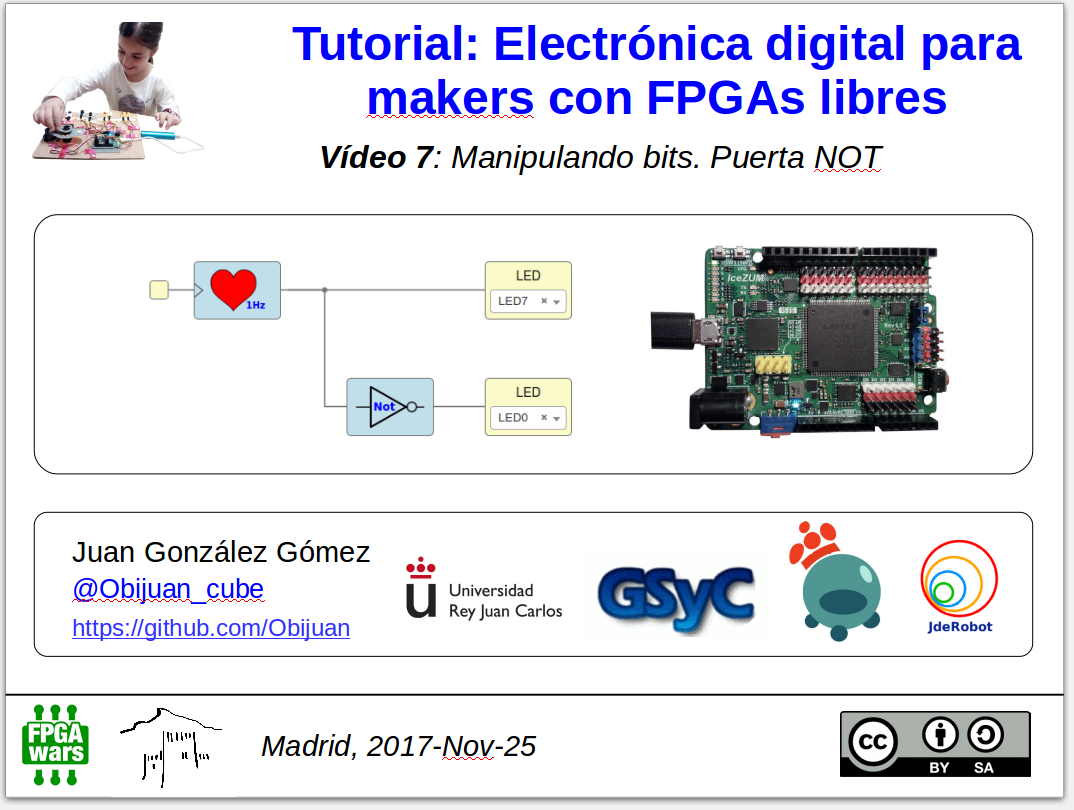 Tutorial: Electrónica digital para
makers con FPGAs libres
Vídeo 7: Manipulando bits. Puerta NOT
1Hz
LED
LED7
Not
LED
LED0
IceZUM
Juan González Gómez
@Obijuan_cube
https://github.com/Obijuan
Universidad
Rey Juan Carlos
GSyC
JdeRobot
FPGA
wars
Madrid, 2017-Nov-25
cc
BY SA